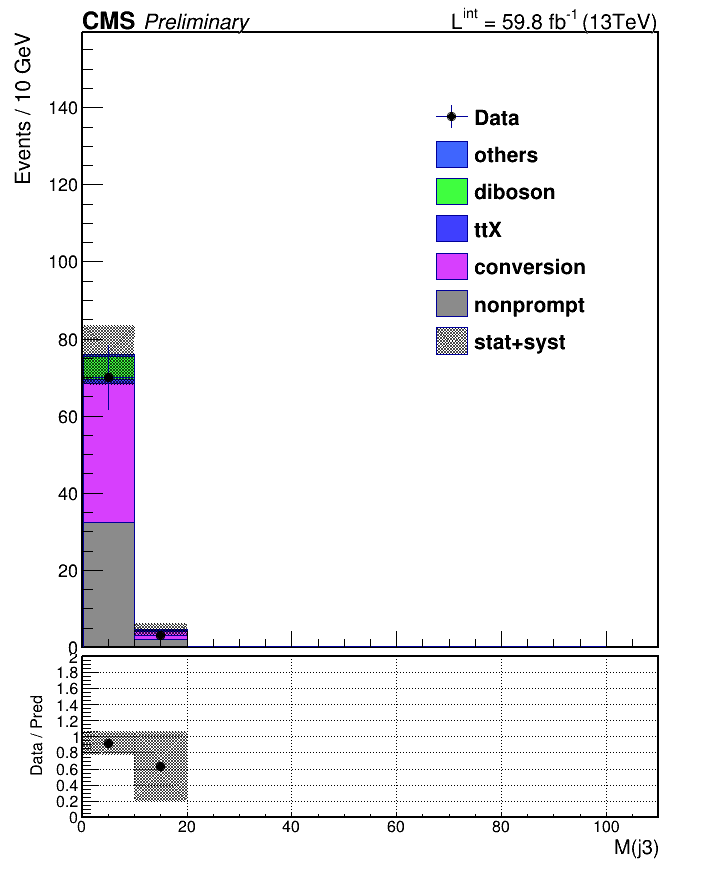 CMS Preliminary L^int = 59.8 fb^-1 (13TeV)
Events / 10 GeV
140
120
100
80
60
40
20
0
Data
others
diboson
ttX
conversion
nonprompt
stat+syst
Data / Pred
2
1.8
1.6
1.4
1.2
1
0.8
0.6
0.4
0.2
0
0 20 40 60 80 100
M(j3)